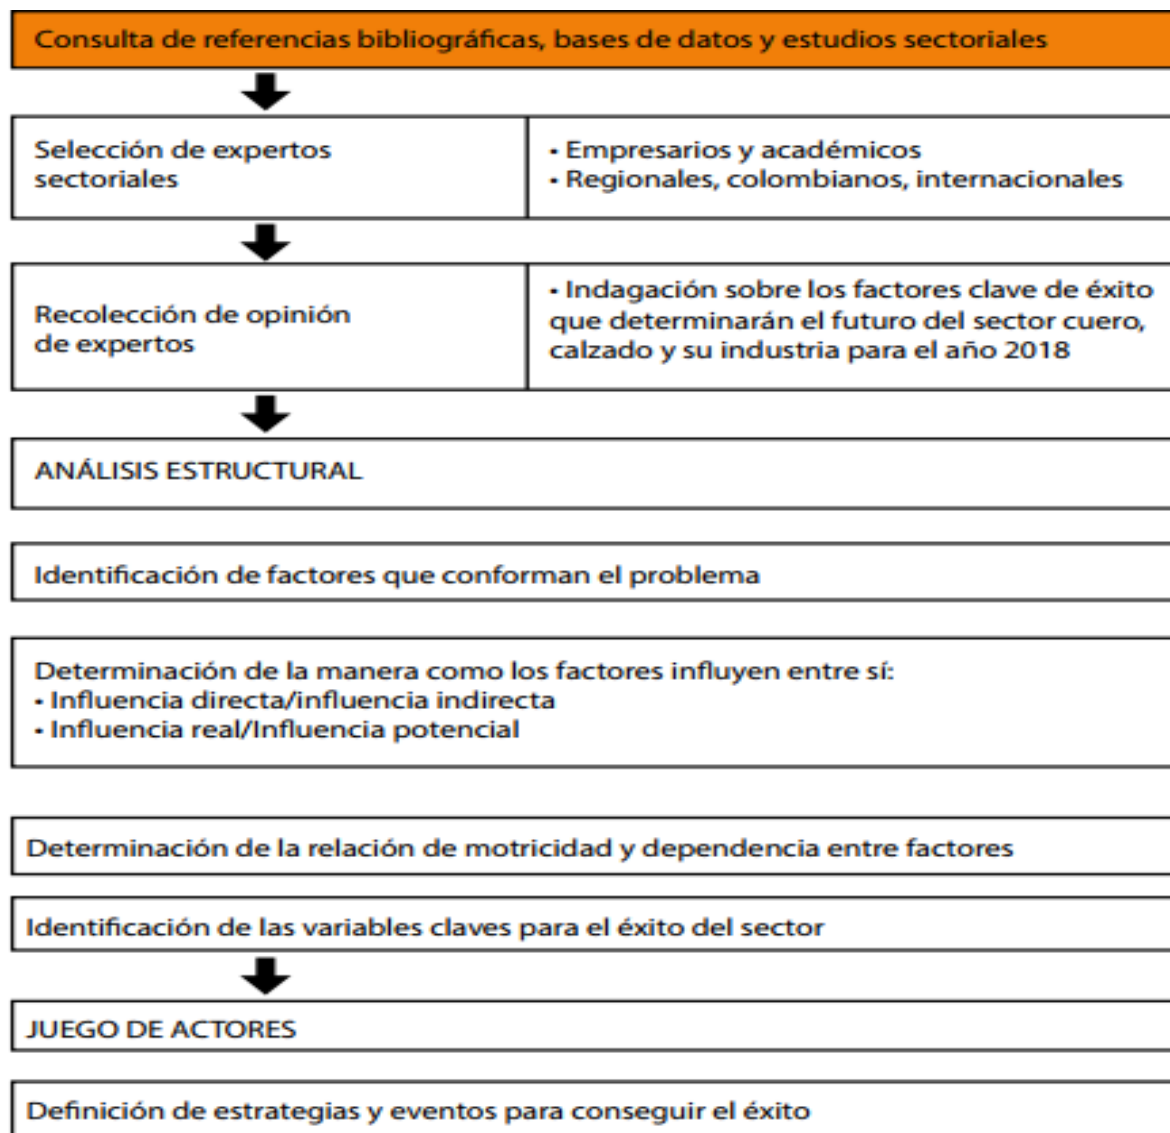 Consulta de referencias bibliográficas, bases de datos y estudios sectoriales
Selección de expertos
sectoriales
• Empresarios y académicos
• Regionales, colombianos, internacionales
Recolección de opinión
de expertos
• Indagación sobre los factores clave de éxito
que determinarán el futuro del sector cuero,
calzado y su industria para el año 2018
ANÁLISIS ESTRUCTURAL
Identificación de factores que conforman el problema
Determinación de la manera como los factores influyen entre sí:
• Influencia directa/influencia indirecta
• Influencia real/Influencia potencial
Determinación de la relación de motricidad y dependencia entre factores
Identificación de las variables claves para el éxito del sector
JUEGO DE ACTORES
Definición de estrategias y eventos para conseguir el éxito